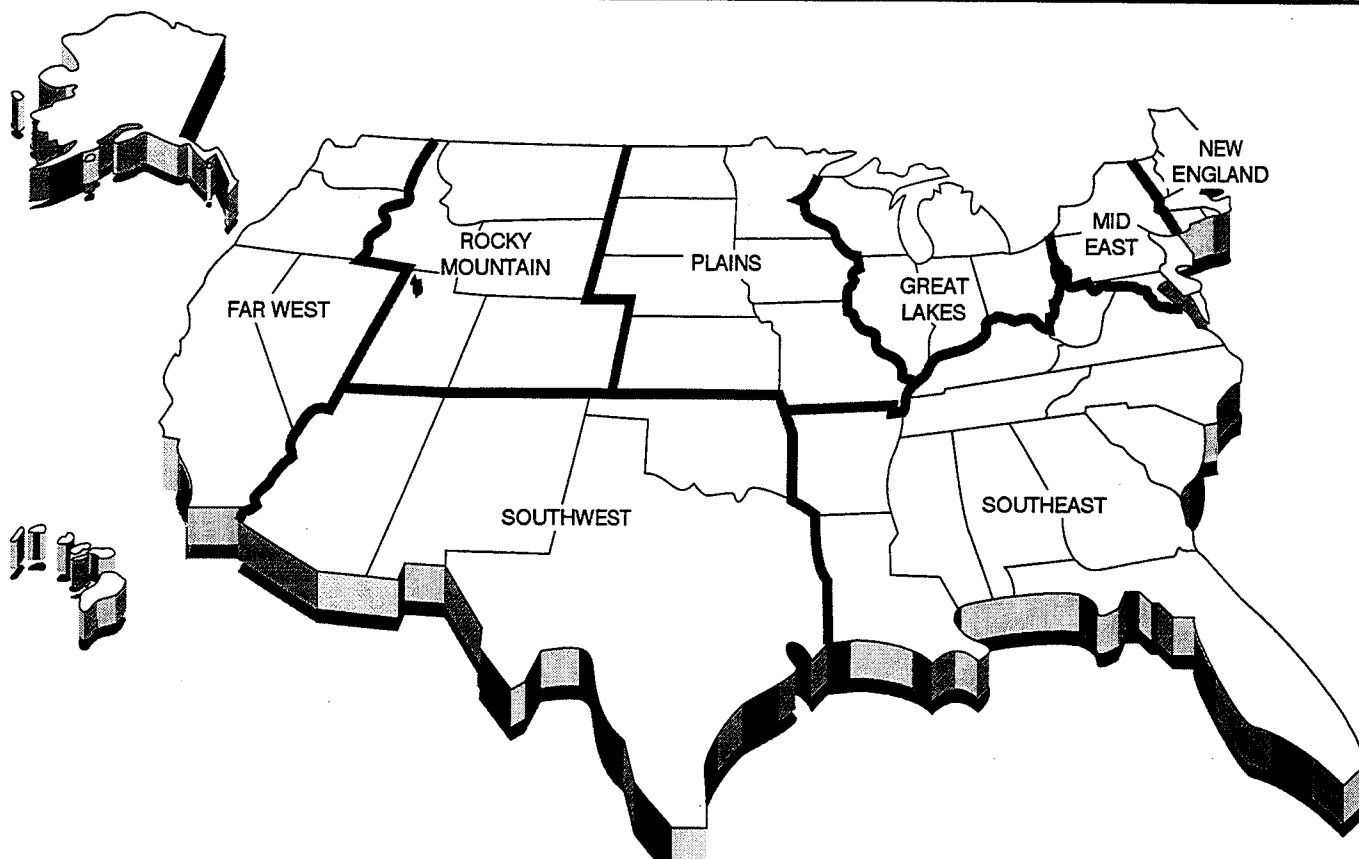 NEW
ENGLAND
MID
EAST
ROCKY
MOUNTAIN
PLAINS
GREAT
LAKES
FAR WEST
SOUTHWEST
SOUTHEAST